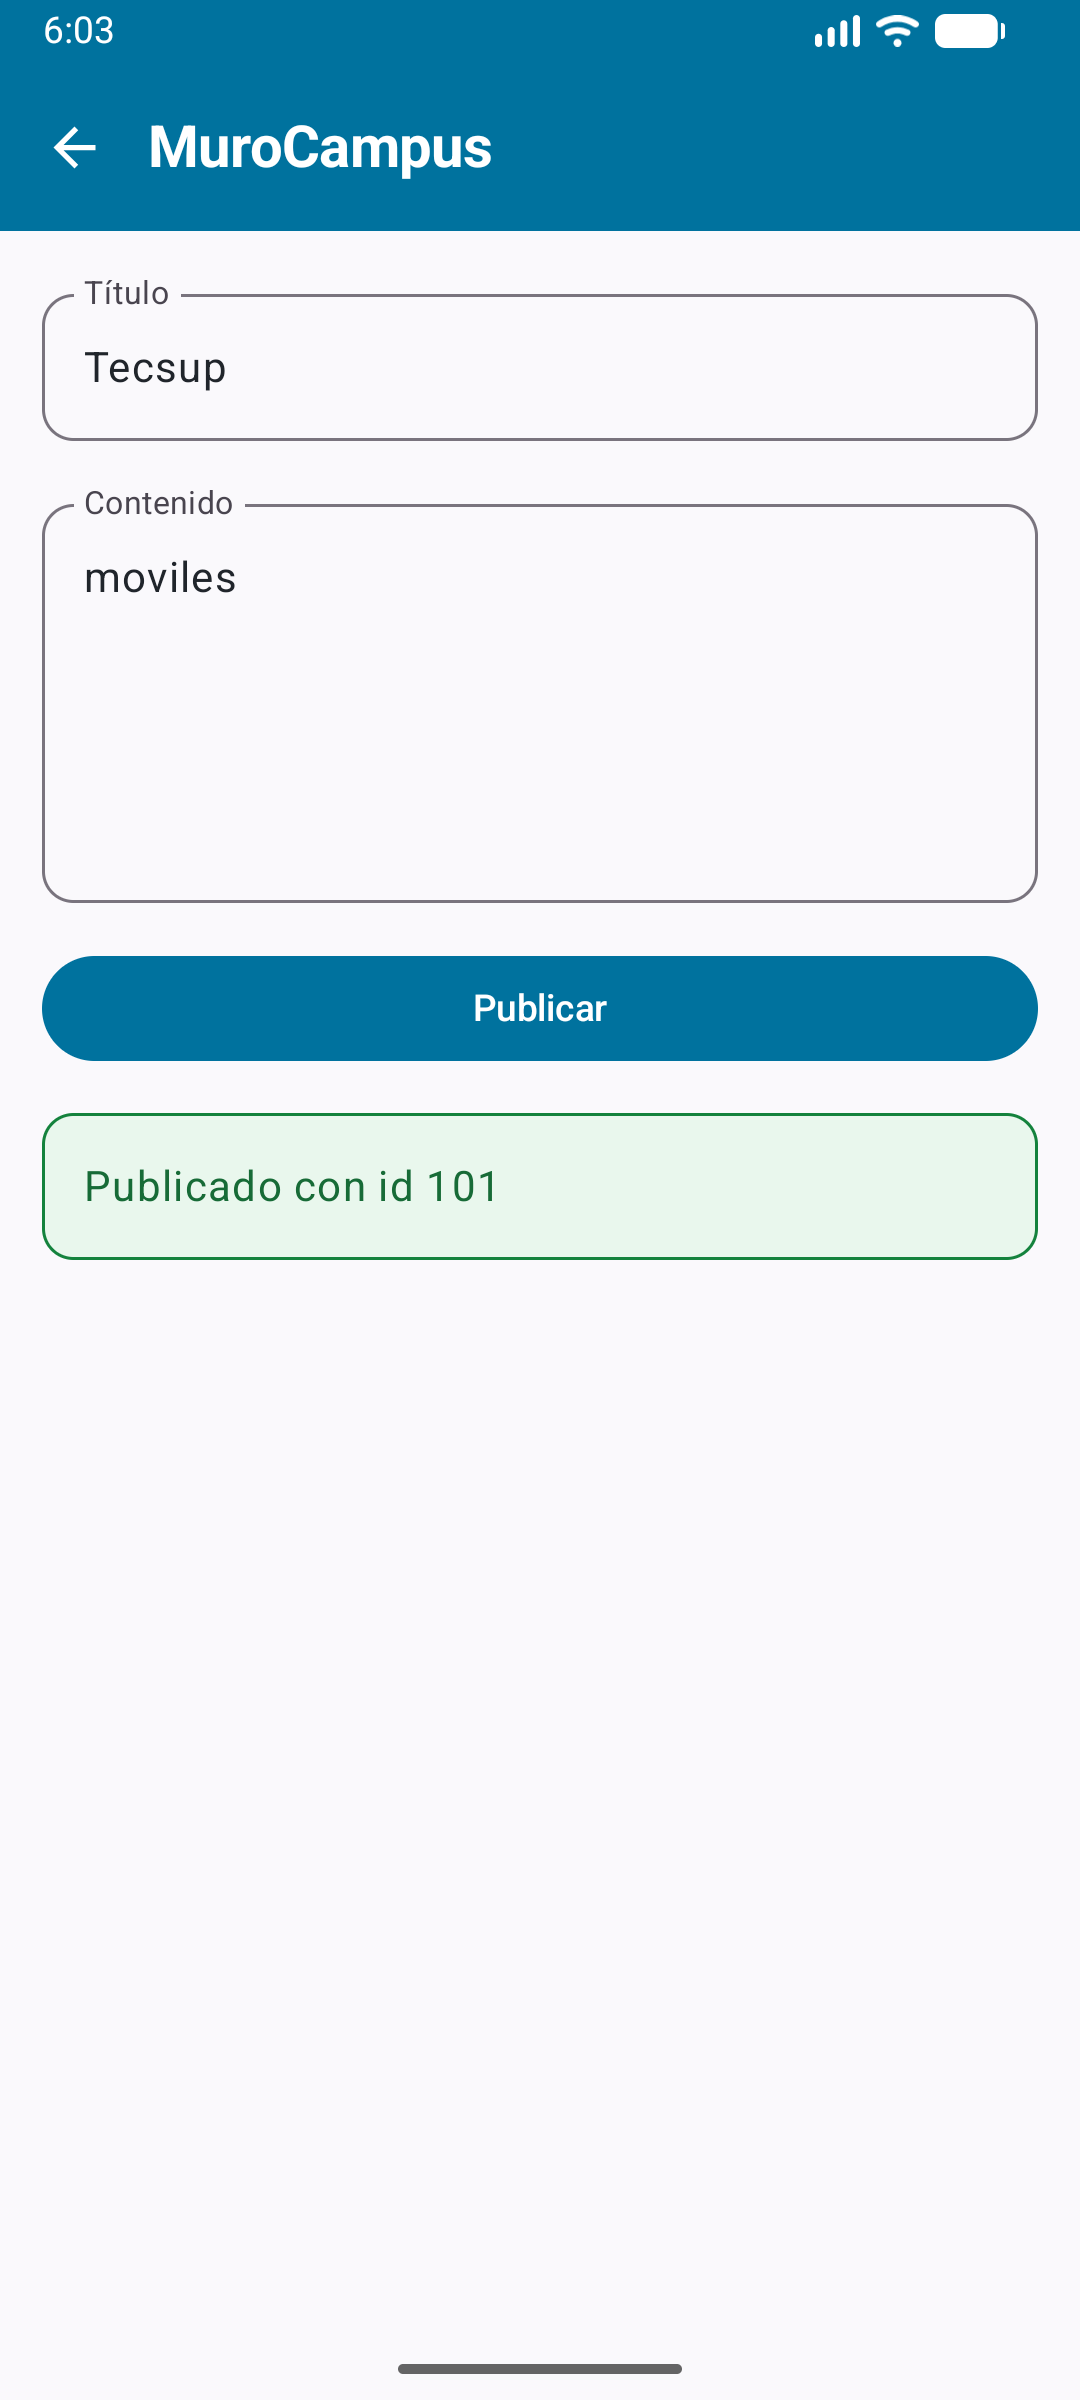 6:03
MuroCampus
Título
Tecsup
Contenido
moviles
Publicar
Publicado con id 101